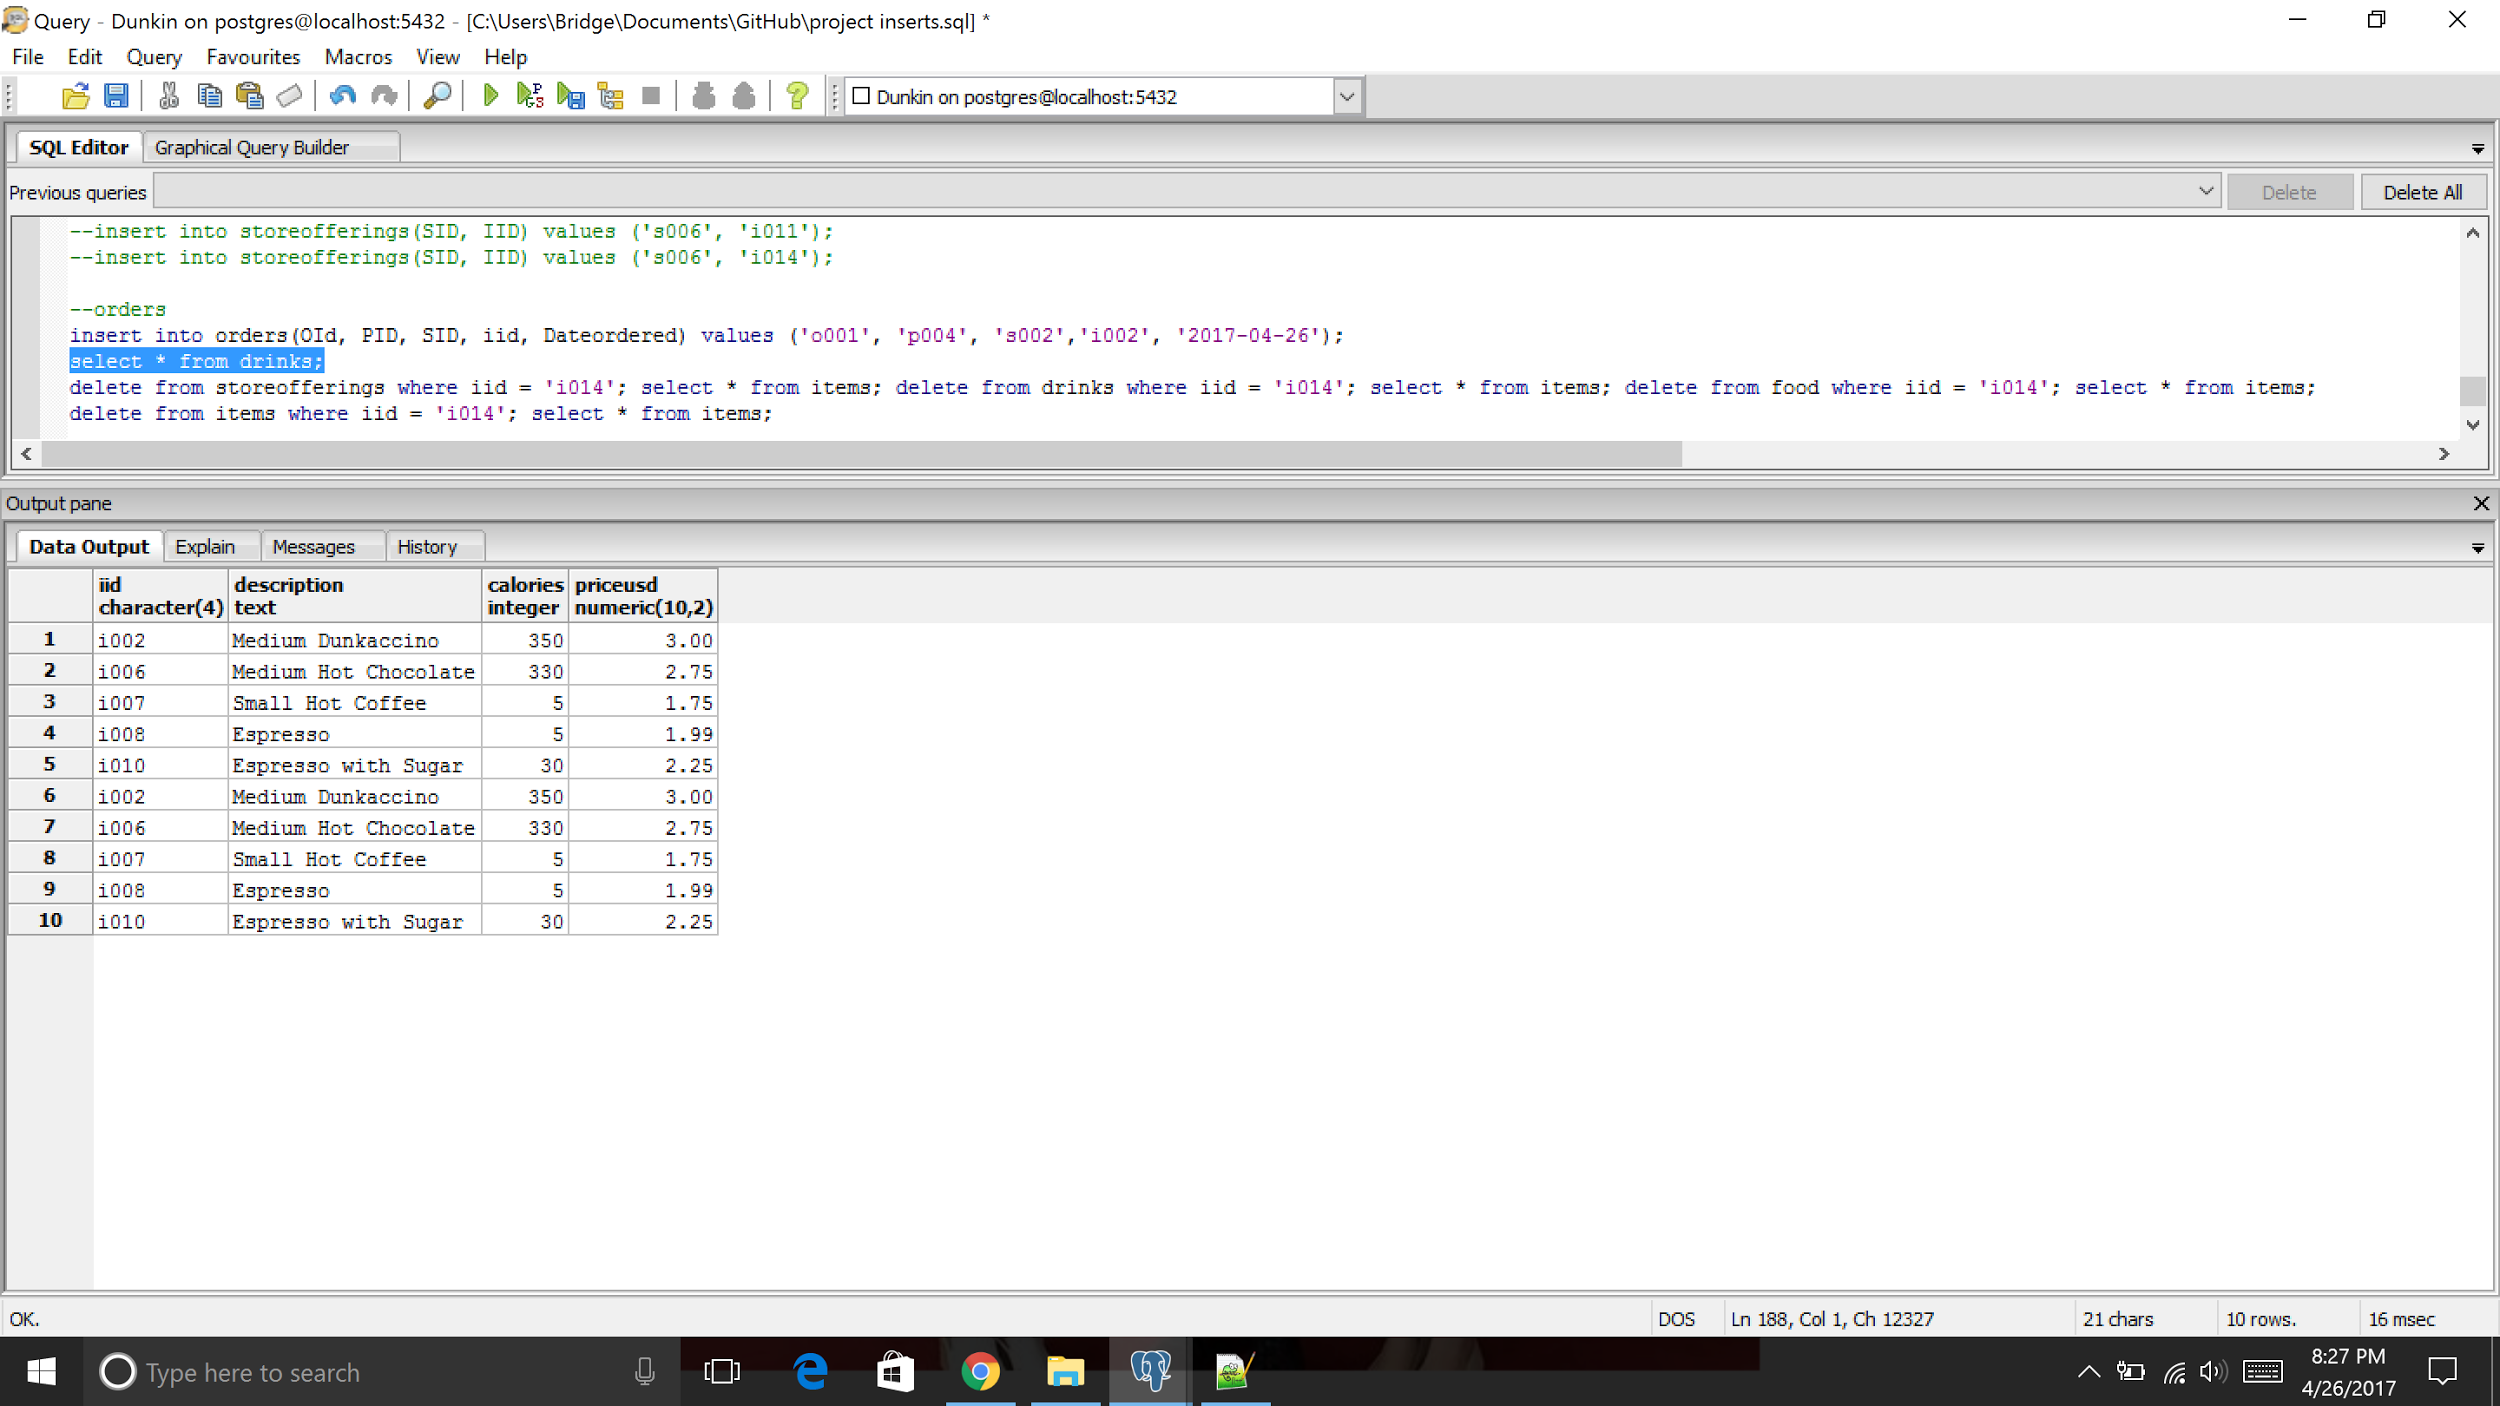 Query - Dunkin on postgres@localhost:5432 - [C:\Users\Bridge\Documents\GitHub\project inserts.sql] *
File Edit Query Favourites Macros View Help
Dunkin on postgres@localhost:5432
SQL Editor Graphical Query Builder
Previous queries Delete Delete All
--insert into storeofferings(SID, IID) values ('s006', 'i011');
--insert into storeofferings(SID, IID) values ('s006', 'i014');
--orders
insert into orders(OId, PID, SID, iid, Dateordered) values ('o001', 'p004', 's002','i002', '2017-04-26');
select * from drinks;
delete from storeofferings where iid = 'i014'; select * from items; delete from drinks where iid = 'i014'; select * from items; delete from food where iid = 'i014'; select * from items;
delete from items where iid = 'i014'; select * from items;
Output pane
Data Output Explain Messages History
iid description calories priceusd
character(4) text integer numeric(10,2)
1 i002 Medium Dunkaccino 350 3.00
2 i006 Medium Hot Chocolate 330 2.75
3 i007 Small Hot Coffee 5 1.75
4 i008 Espresso 5 1.99
5 i010 Espresso with Sugar 30 2.25
6 i002 Medium Dunkaccino 350 3.00
7 i006 Medium Hot Chocolate 330 2.75
8 i007 Small Hot Coffee 5 1.75
9 i008 Espresso 5 1.99
10 i010 Espresso with Sugar 30 2.25
OK. DOS Ln 188, Col 1, Ch 12327 21 chars 10 rows. 16 msec
Type here to search
8:27 PM
4/26/2017